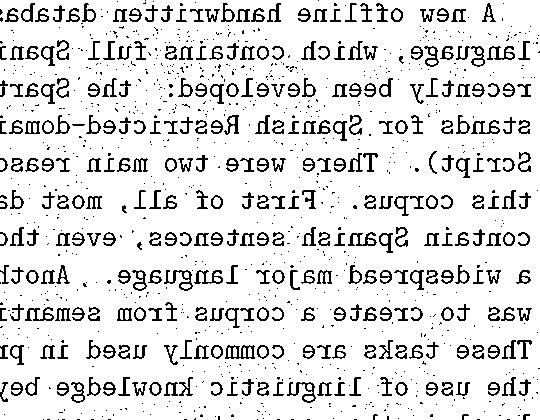 A new offline handwritten databas
language, which contains full Spani
recently been developed: the Spart
stands for Spanish Restricted-domai
Script). There were two main reaso
this corpus. First of all, most da
contain Spanish sentences, even tho
a widespread major language. Anoth
was to create a corpus from semanti
These tasks are commonly used in pr
the use of linguistic knowledge bey